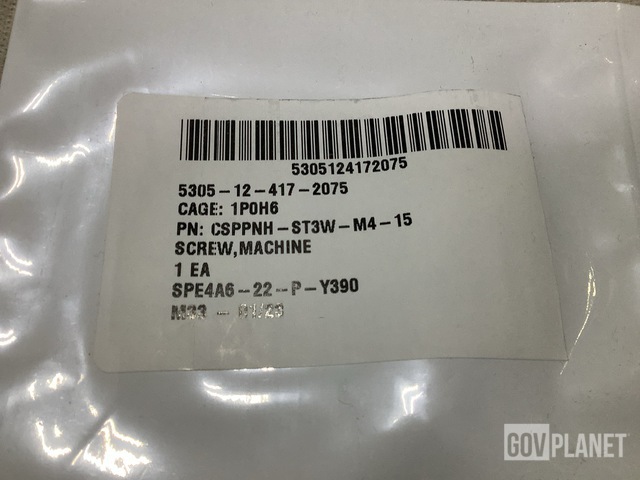 5305124172075
5305-12-417-2075
CAGE: 1P0H6
PN: CSPPNH-ST3W-M4-15
SCREW,MACHINE
1 EA
SPE4A6-22-P-Y390
M33 -
GOVPLANET